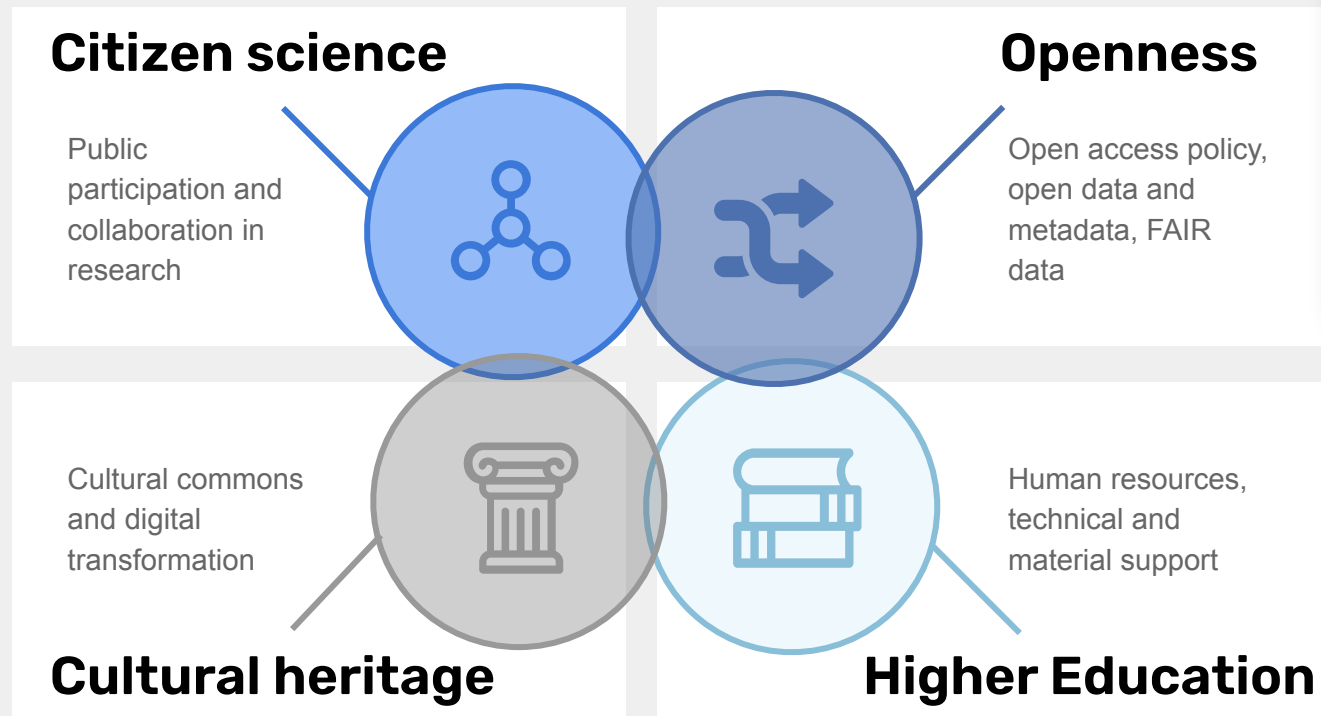 Citizen science
Public
participation and
collaboration in
research
Openness
Open access policy,
open data and
metadata, FAIR
data
Cultural commons
and digital
transformation
Cultural heritage
Human resources,
technical and
material support
Higher Education